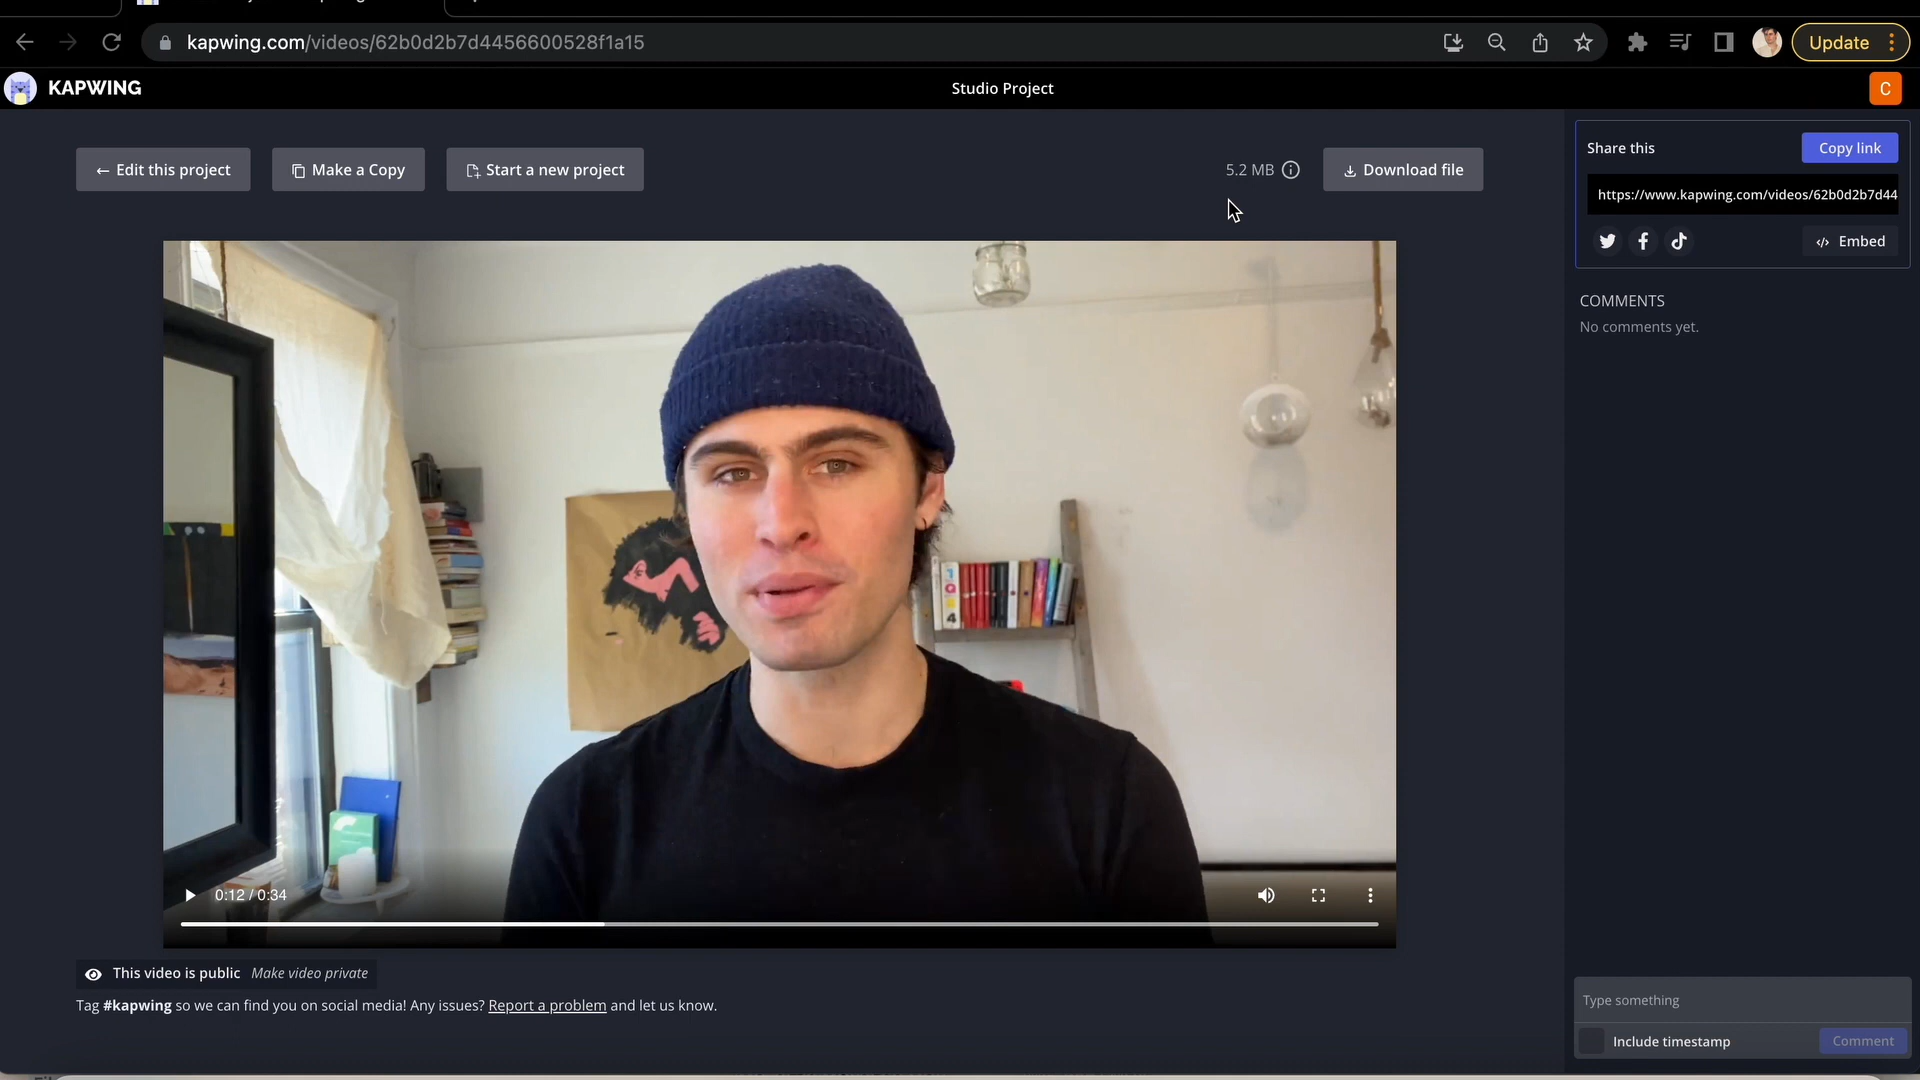 kapwing.com/videos/62b0d2b7d4456600528f1a15
Update
KAPWING
Studio Project
C
← Edit this project
Make a Copy
Start a new project
5.2 MB
Download file
Share this
Copy link
https://www.kapwing.com/videos/62b0d2b7d44
</> Embed
COMMENTS
No comments yet.
1Q84
0:12 / 0:34
This video is public Make video private
Tag #kapwing so we can find you on social media! Any issues? Report a problem and let us know.
Type something
Include timestamp
Comment